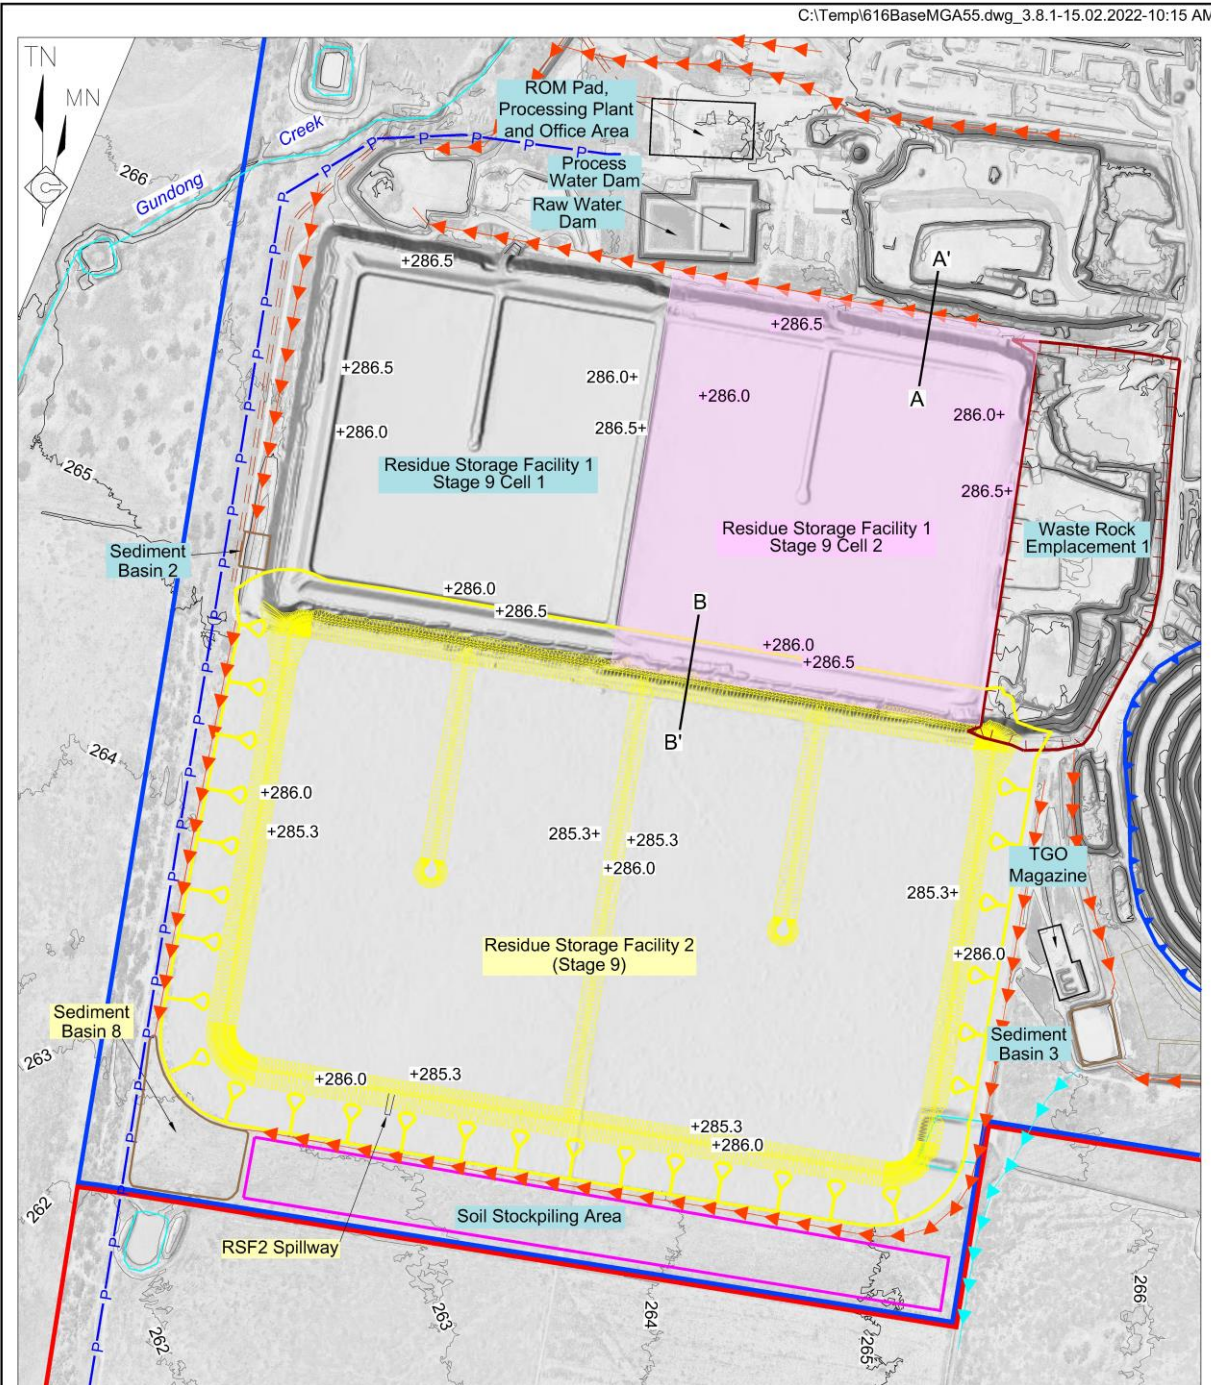 C:\Temp\616BaseMGA55.dwg_3.8.1-15.02.2022-10:15 AM
TN
MN
ROM Pad,
Processing Plant
and Office Area
Creek
Gundong
P
P
P
P
P
266
Process
Water Dam
Raw Water
Dam
A'
+286.5
+286.5
+286.5
286.0+
+286.0
A
286.0+
+286.0
286.5+
265
Residue Storage Facility 1
Stage 9 Cell 1
286.5+
Residue Storage Facility 1
Stage 9 Cell 2
Waste Rock
Emplacement 1
Sediment
Basin 2
+286.0
+286.5
B
+286.0
+286.5
B'
264
+286.0
+285.3
285.3+
+285.3
+286.0
TGO
Magazine
285.3+
Residue Storage Facility 2
(Stage 9)
+286.0
Sediment
Basin 8
Sediment
Basin 3
263
+286.0
+285.3
+285.3
+286.0
262
Soil Stockpiling Area
RSF2 Spillway
262
263
264
265
266